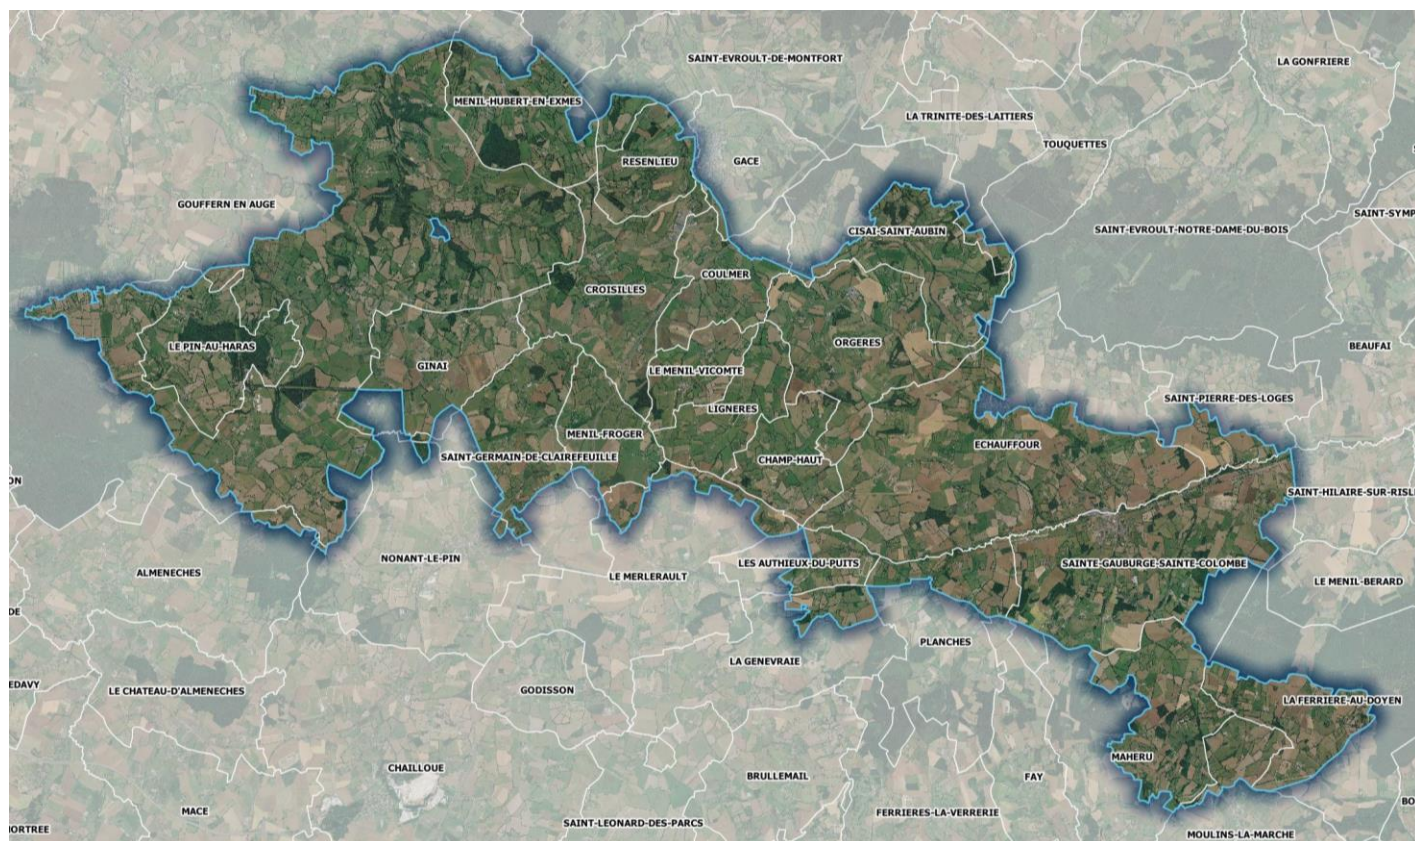 SAINT-EVROULT-DE-MONTFORT
LA GONFRIERE
MENIL-HUBERT-EN-EXMES
LA TRINITE-DES-LAITIERS
TOUQUETTES
RESENLIEU
GACE
GOUFFERN EN AUGE
SAINT-SYMP
CISAI-SAINT-AUBIN
SAINT-EVROULT-NOTRE-DAME-DU-BOIS
COULMER
CROISILLES
LE PIN-AU-HARAS
ORGERES
BEAUFAI
GINAI
LE MENIL-VICOMTE
SAINT-PIERRE-DES-LOGES
LIGNERES
MENIL-FROGER
ECHAUFFOUR
SAINT-GERMAIN-DE-CLAIREFEUILLE
CHAMP-HAUT
ON
SAINT-HILAIRE-SUR-RISL
NONANT-LE-PIN
LES AUTHIEUX-DU-PUITS
SAINTE-GAUBURGE-SAINTE-COLOMBE
ALMENECHES
LE MERLERAULT
LE MENIL-BERARD
DE
PLANCHES
LA GENEVRAIE
EDAVY
LE CHATEAU-D'ALMENECHES
GODISSON
LA FERRIERE-AU-DOYEN
MAHERU
CHAILLOUE
BRULLEMAIL
FAY
BO
MACE
FERRIERES-LA-VERRERIE
MORTREE
SAINT-LEONARD-DES-PARCS
MOULINS-LA-MARCHE